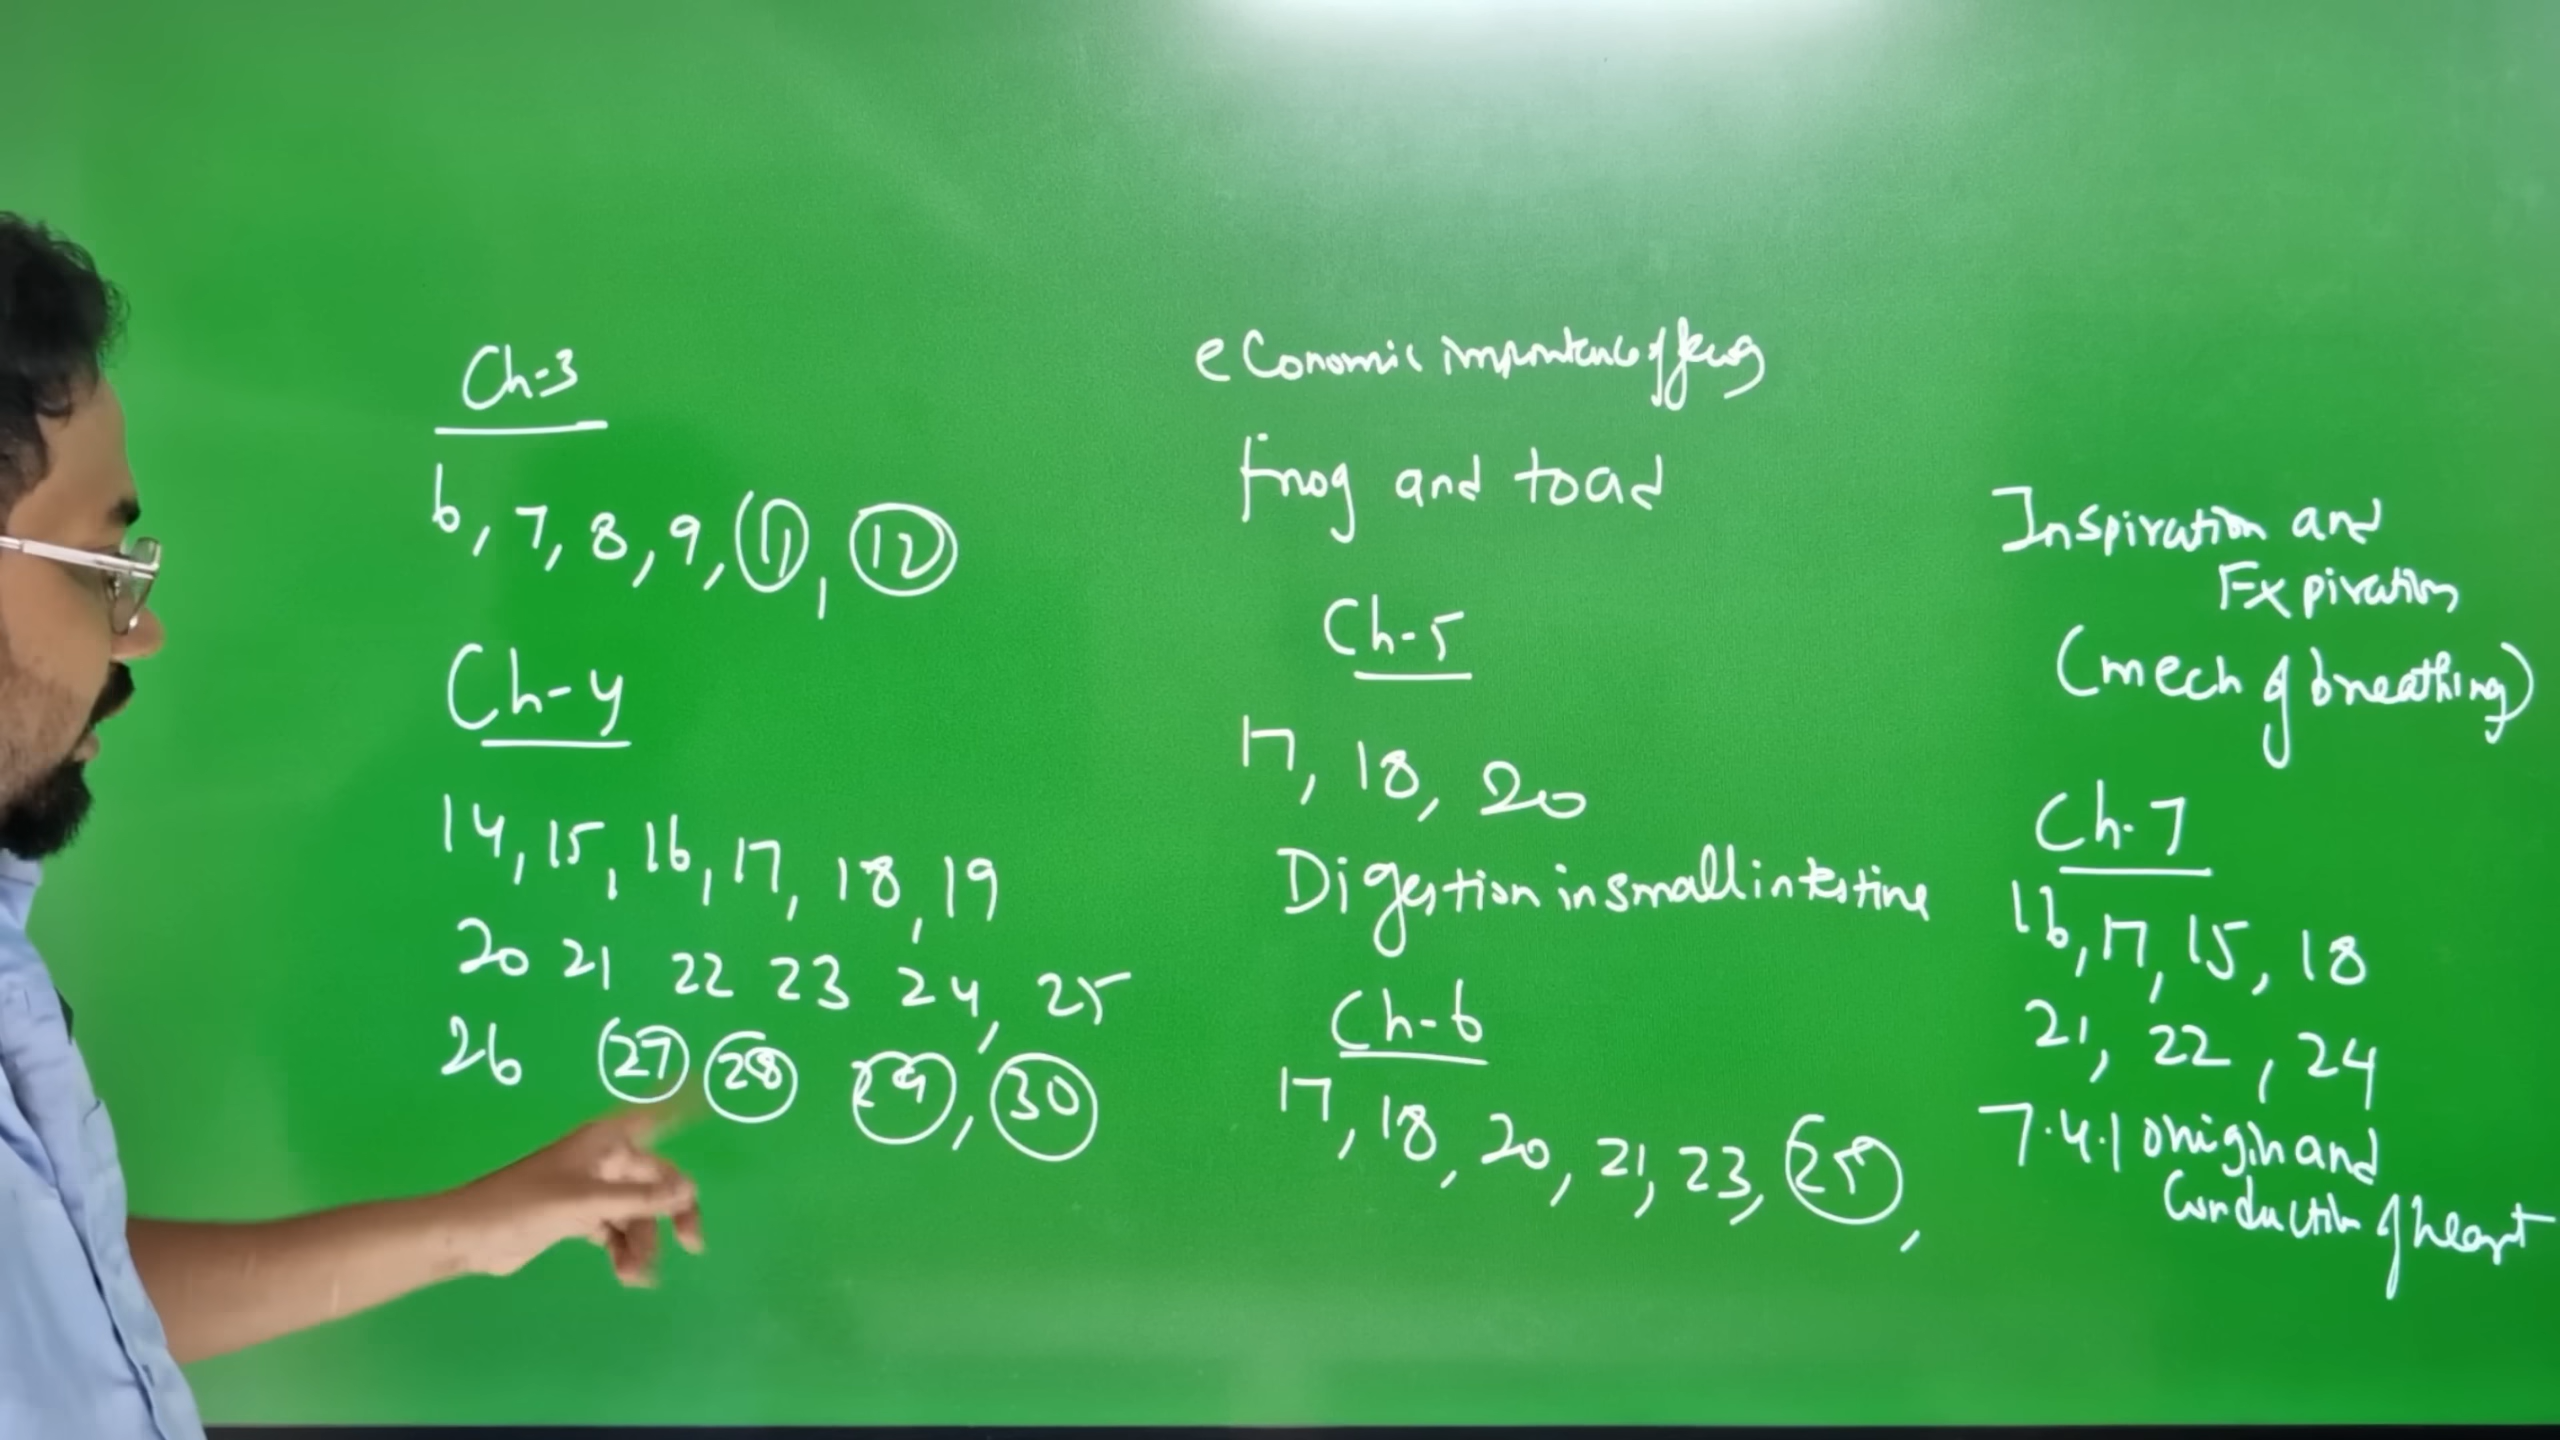 Ch-3
6, 7, 8, 9, 11, 12
Ch-4
14, 15, 16, 17, 18, 19
20 21 22 23 24, 25
26 27 28 29, 30
economic importance of frog
frog and toad
Ch-5
17, 18, 20
Digestion in small intestine
Ch-6
17, 18, 20, 21, 23, 25,
Inspiration and
Expiration
(mech of breathing)
Ch-7
16, 17, 15, 18
21, 22, 24
7.4.1 origin and
Conduction of heart